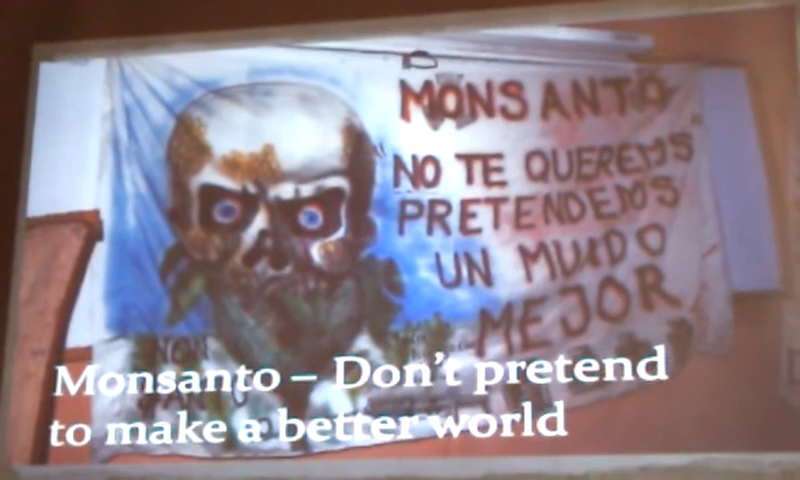 MONSANTO
"NO TE QUEREMOS"
PRETENDEMOS
UN MUNDO
MEJOR
Monsanto – Don't pretend
to make a better world